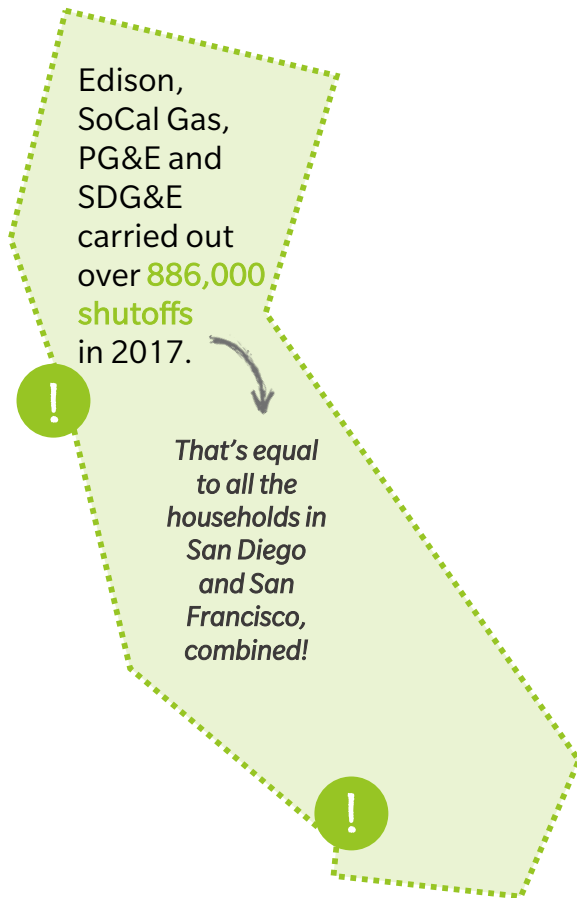 Edison,
SoCal Gas,
PG&E and
SDG&E
carried out
over 886,000
shutoffs
in 2017.
!
That's equal
to all the
households in
San Diego
and San
Francisco,
combined!
!